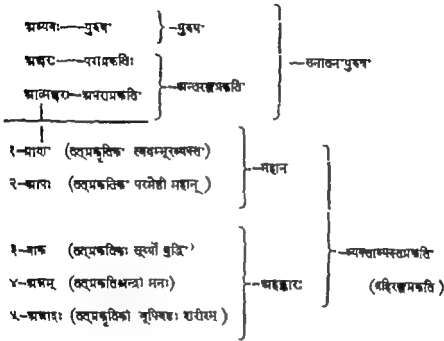 अव्ययः—पुरुषः —पुरुषः
अक्षरः—पराप्रकृतिः —सनातनपुरुषः
आत्मक्षरः—अपराप्रकृतिः —अन्तरङ्गप्रकृतिः
१—प्राणः (तत्प्रकृतिकः स्वयम्भूरव्यक्तः)
—महान्
२—आपः (तत्प्रकृतिकः परमेष्ठी महान्)
३—वाक् (तत्प्रकृतिकः सूर्य्यो बुद्धिः)
—व्यक्ताव्यक्तप्रकृतिः
४—अन्नम् (तत्प्रकृतिश्चन्द्रो मनः) —अहङ्कारः
(बहिरङ्गप्रकृतिः)
५—अन्नादः (तत्प्रकृतिको भूपिण्डः शरीरम्)